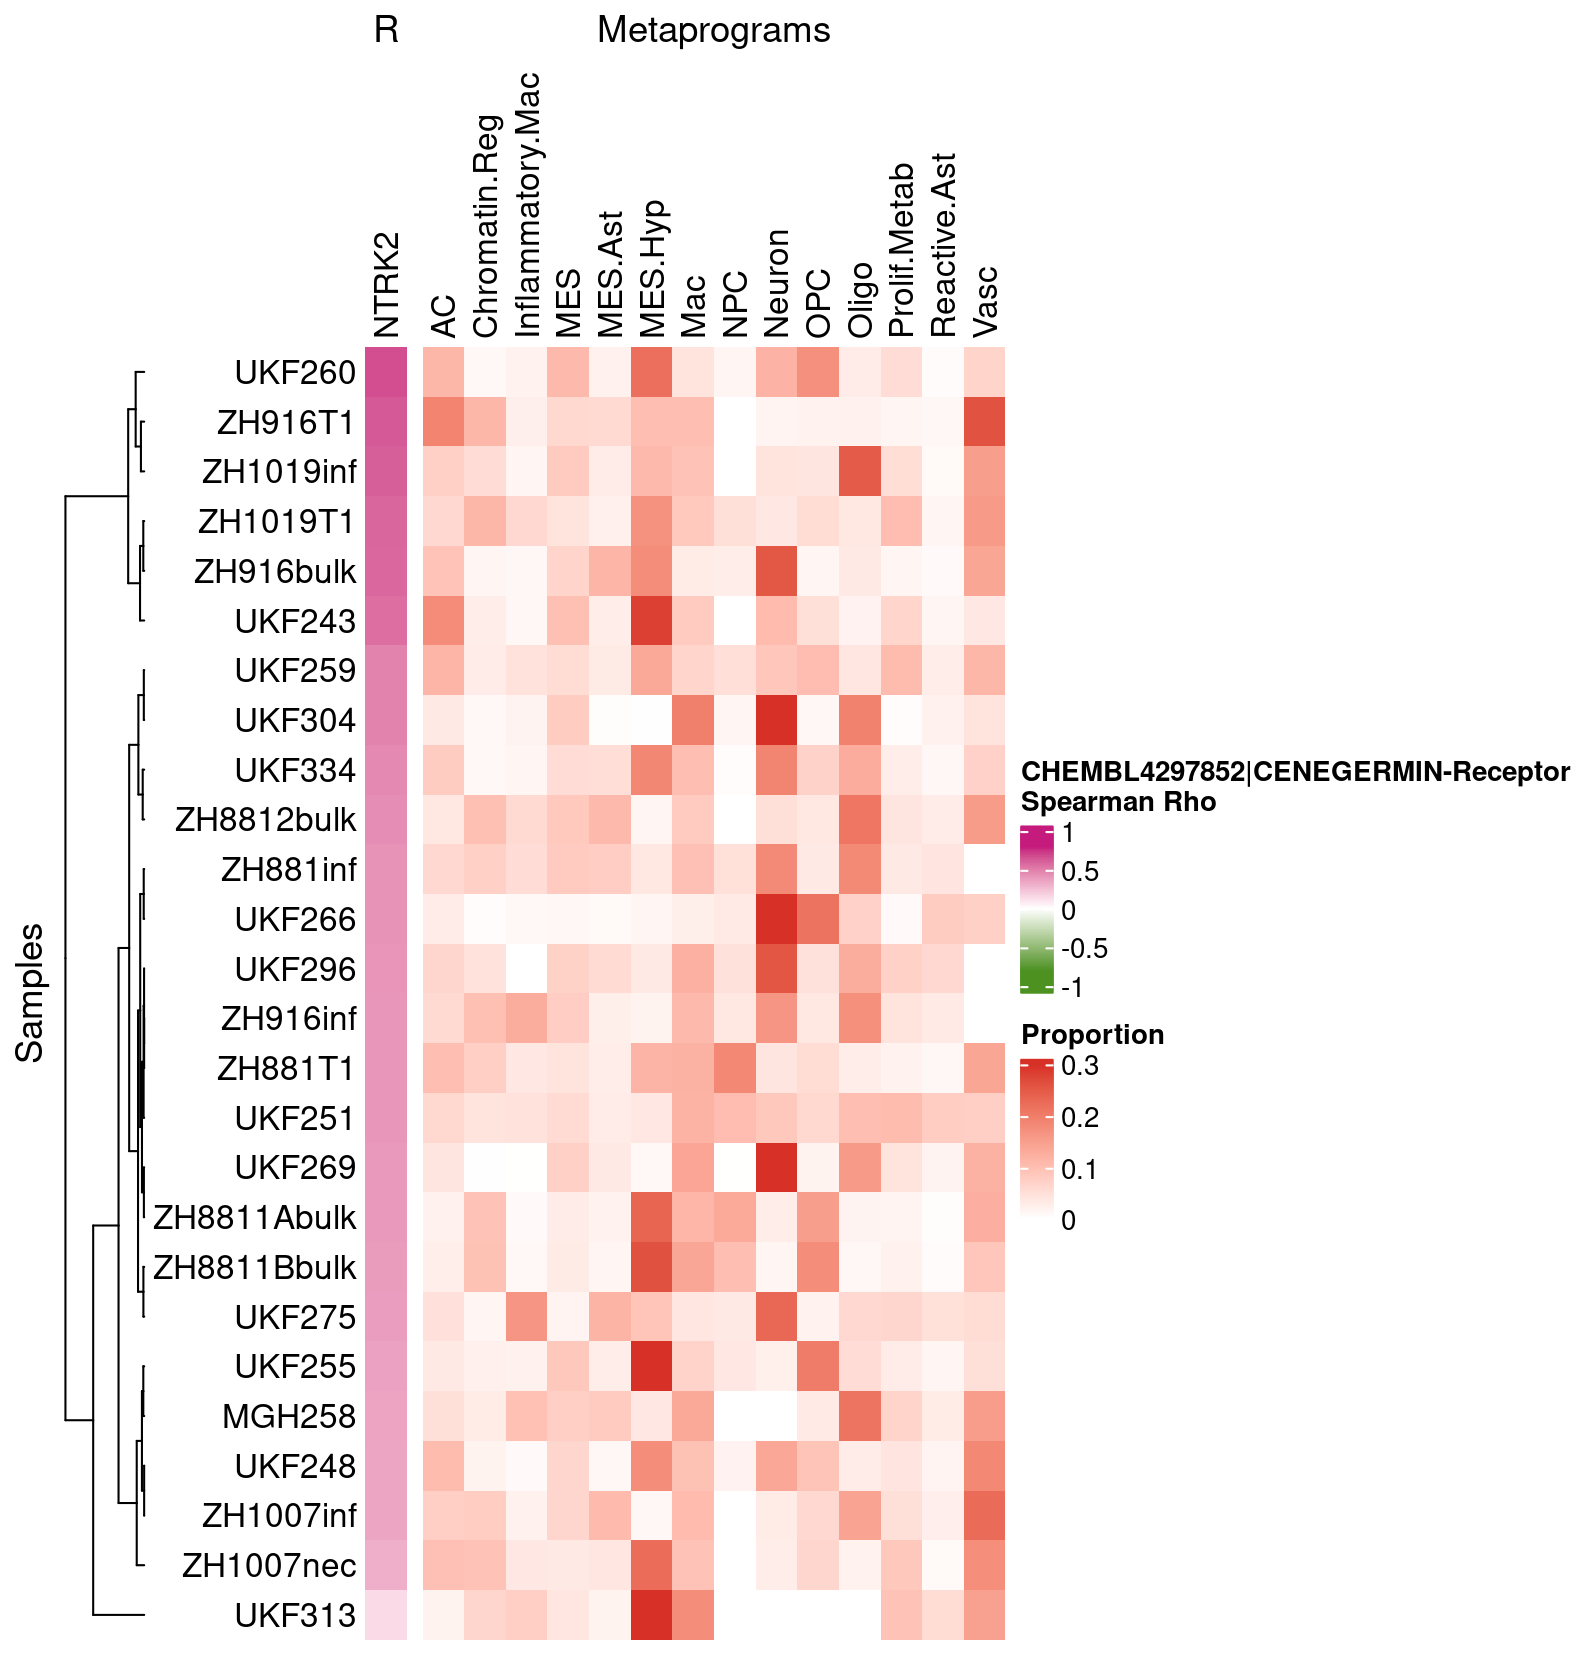 R
Metaprograms
NTRK2
AC
Chromatin.Reg
Inflammatory.Mac
MES
MES.Ast
MES.Hyp
Mac
NPC
Neuron
OPC
Oligo
Prolif.Metab
Reactive.Ast
Vasc
Samples
UKF260
ZH916T1
ZH1019inf
ZH1019T1
ZH916bulk
UKF243
UKF259
UKF304
UKF334
ZH8812bulk
ZH881inf
UKF266
UKF296
ZH916inf
ZH881T1
UKF251
UKF269
ZH8811Abulk
ZH8811Bbulk
UKF275
UKF255
MGH258
UKF248
ZH1007inf
ZH1007nec
UKF313
CHEMBL4297852|CENEGERMIN-Receptor
Spearman Rho
1
0.5
0
-0.5
-1
Proportion
0.3
0.2
0.1
0